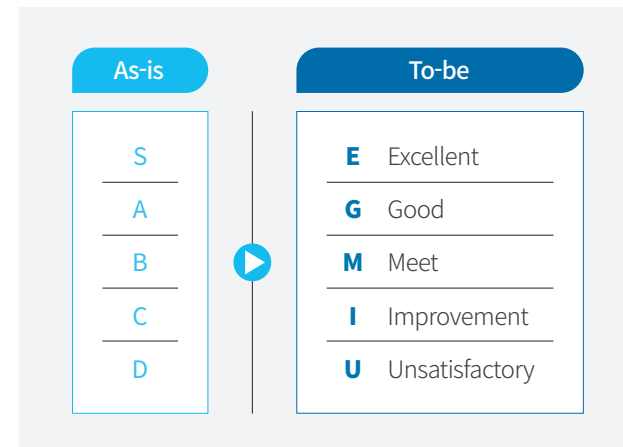 As-is
To-be
S
E Excellent
A
G Good
B
M Meet
C
I Improvement
D
U Unsatisfactory